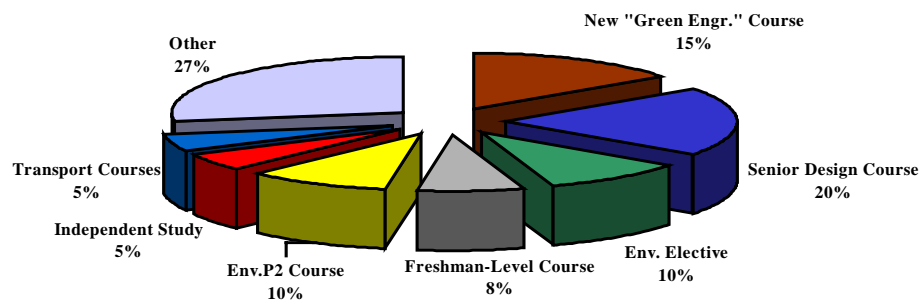 New "Green Engr." Course
15%
Other
27%
Transport Courses
5%
Senior Design Course
20%
Independent Study
5%
Env.P2 Course
10%
Freshman-Level Course
8%
Env. Elective
10%